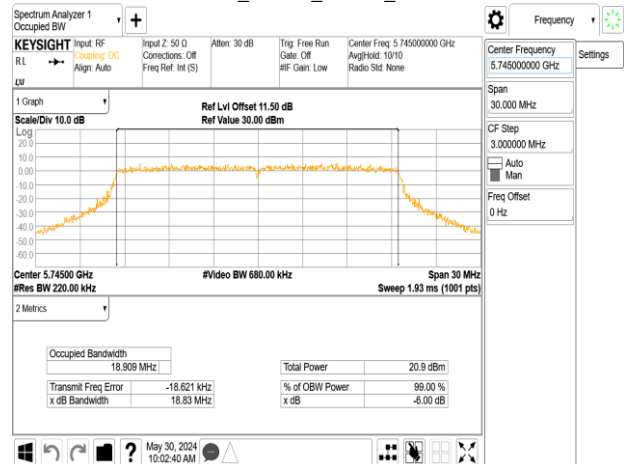 Spectrum Analyzer 1
Occupied BW
Frequency
KEYSIGHT
Input: RF
Coupling: DC
Align: Auto
Input Z: 50 Ω
Corrections: Off
Freq Ref: Int (S)
Atten: 30 dB
Trig: Free Run
Gate: Off
#IF Gain: Low
Center Freq: 5.745000000 GHz
Avg|Hold: 10/10
Radio Std: None
R L
LXI
Center Frequency
5.745000000 GHz
Settings
Span
30.000 MHz
CF Step
3.000000 MHz
Auto
Man
Freq Offset
0 Hz
1 Graph
Scale/Div 10.0 dB
Ref Lvl Offset 11.50 dB
Ref Value 30.00 dBm
Log
20.0
10.0
0.00
-10.0
-20.0
-30.0
-40.0
-50.0
-60.0
Center 5.74500 GHz
#Video BW 680.00 kHz
Span 30 MHz
#Res BW 220.00 kHz
Sweep 1.93 ms (1001 pts)
2 Metrics
Occupied Bandwidth
18.909 MHz
Total Power 20.9 dBm
Transmit Freq Error -18.621 kHz
% of OBW Power 99.00 %
x dB Bandwidth 18.83 MHz
x dB -6.00 dB
?
May 30, 2024
10:02:40 AM